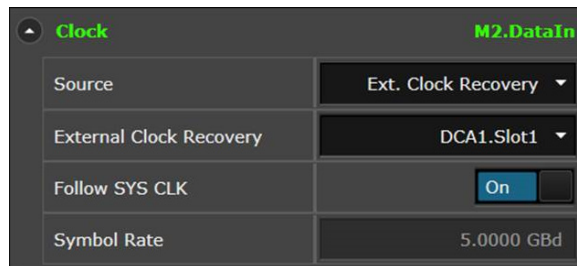 Clock M2.DataIn
Source Ext. Clock Recovery
External Clock Recovery DCA1.Slot1
Follow SYS CLK On
Symbol Rate 5.0000 GBd